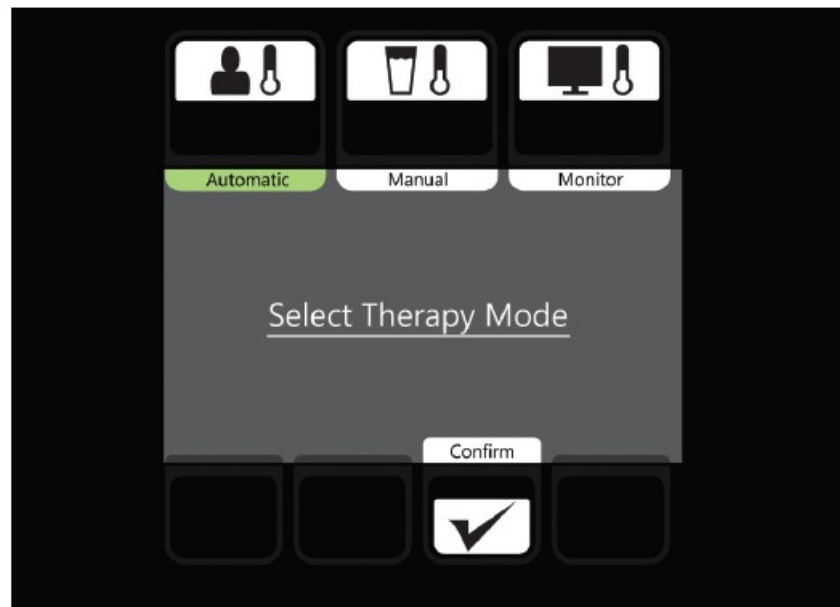 Automatic
Manual
Monitor
Select Therapy Mode
Confirm